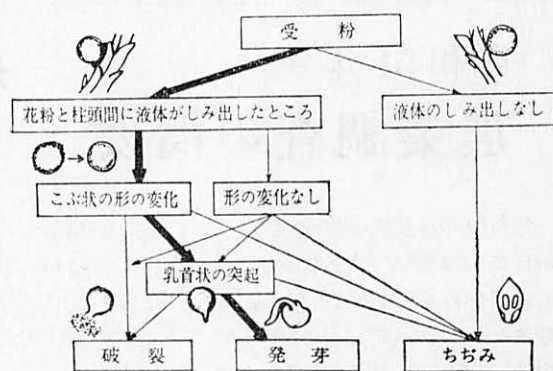 受 粉
花粉と柱頭間に液体がしみ出したところ
液体のしみ出しなし
こぶ状の形の変化
形の変化なし
乳首状の突起
破 裂
発 芽
ちぢみ